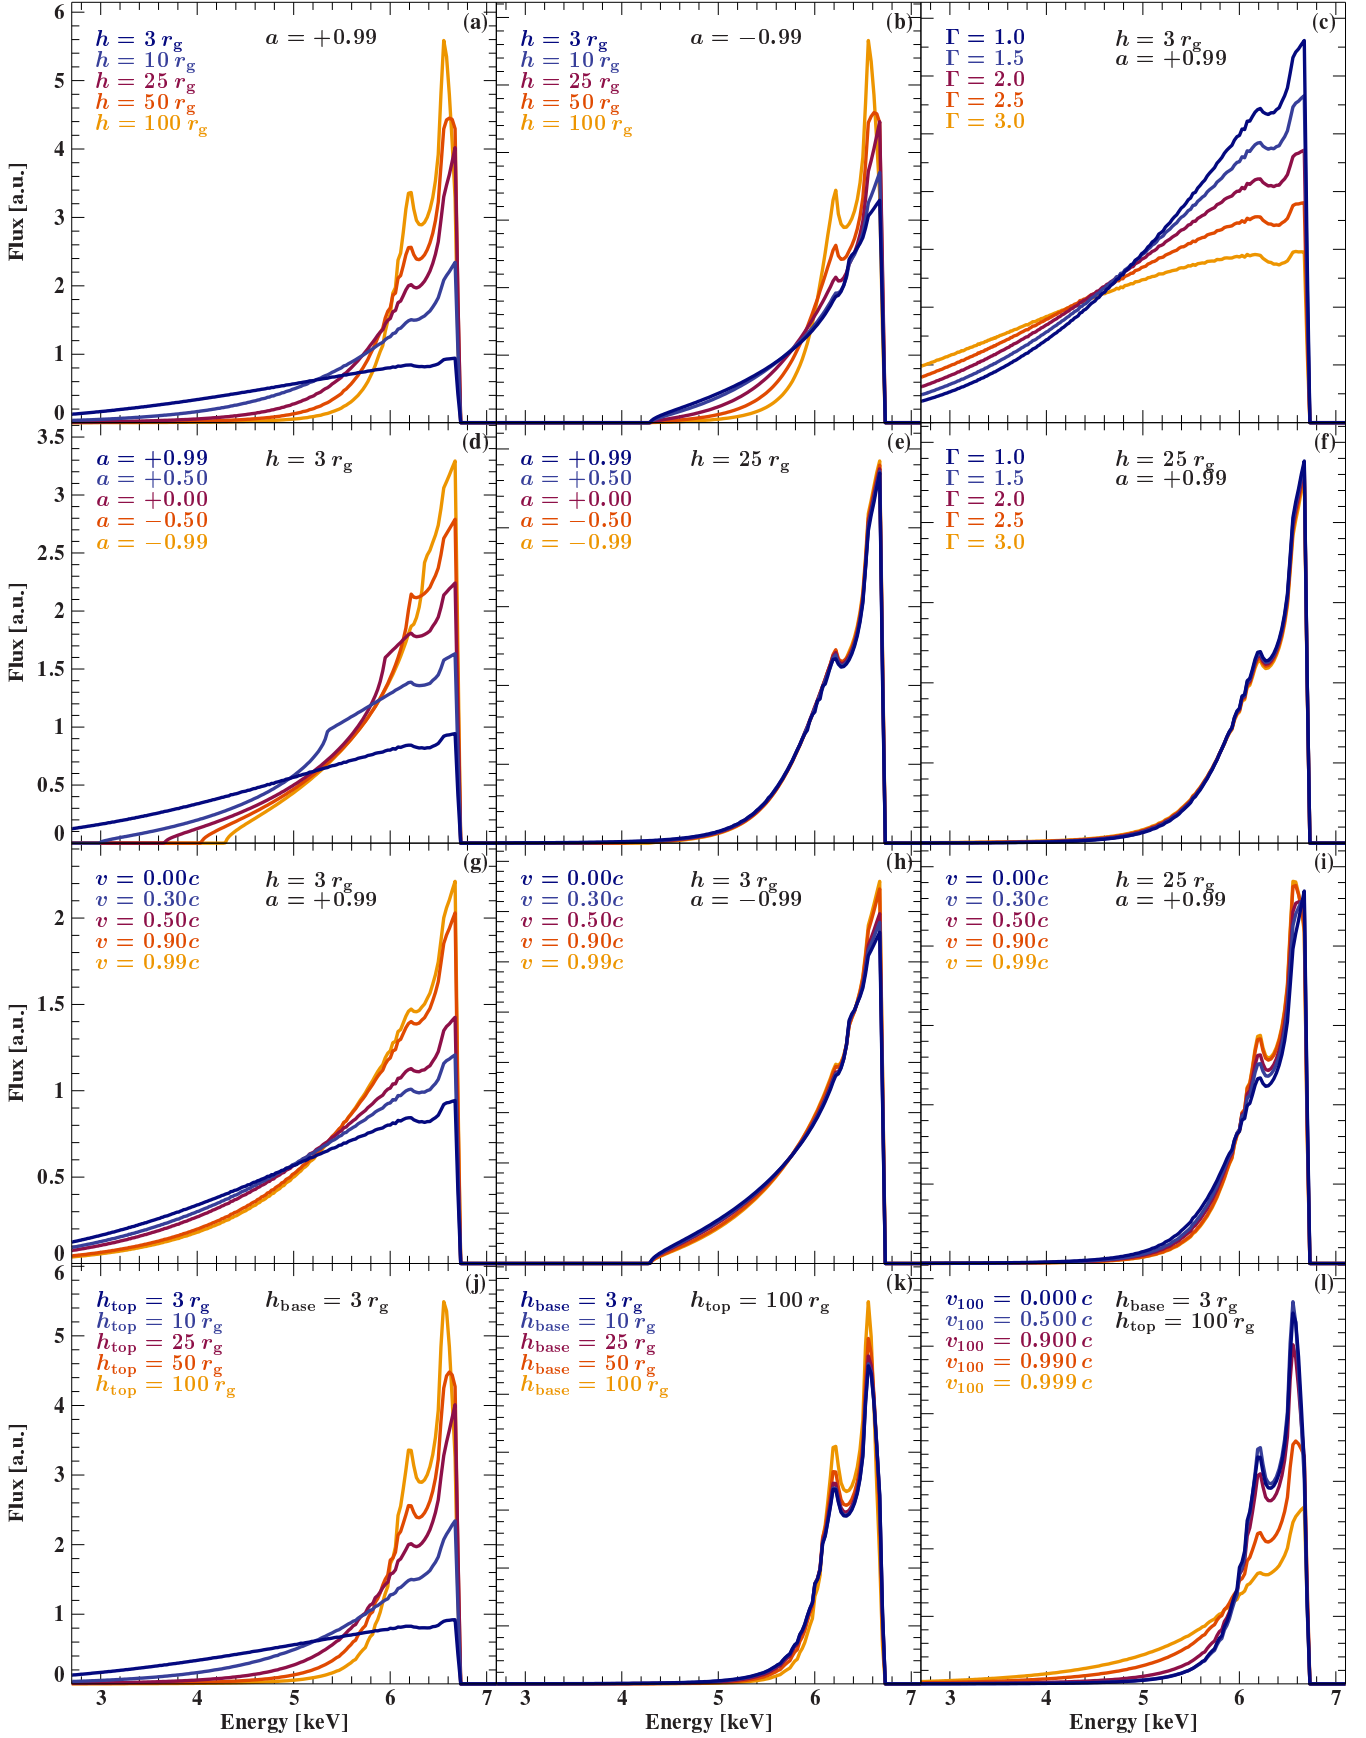 (a)
h = 3 r_g
a = +0.99
h = 10 r_g
h = 25 r_g
h = 50 r_g
h = 100 r_g
6
5
4
3
2
1
0
Flux [a.u.]
(b)
h = 3 r_g
a = −0.99
h = 10 r_g
h = 25 r_g
h = 50 r_g
h = 100 r_g
(c)
Γ = 1.0
h = 3 r_g
Γ = 1.5
a = +0.99
Γ = 2.0
Γ = 2.5
Γ = 3.0
(d)
a = +0.99
h = 3 r_g
a = +0.50
a = +0.00
a = −0.50
a = −0.99
3.5
3
2.5
2
1.5
1
0.5
0
Flux [a.u.]
(e)
a = +0.99
h = 25 r_g
a = +0.50
a = +0.00
a = −0.50
a = −0.99
(f)
Γ = 1.0
h = 25 r_g
Γ = 1.5
a = +0.99
Γ = 2.0
Γ = 2.5
Γ = 3.0
(g)
v = 0.00c
h = 3 r_g
v = 0.30c
a = +0.99
v = 0.50c
v = 0.90c
v = 0.99c
2
1.5
1
0.5
0
Flux [a.u.]
(h)
v = 0.00c
h = 3 r_g
v = 0.30c
a = −0.99
v = 0.50c
v = 0.90c
v = 0.99c
(i)
v = 0.00c
h = 25 r_g
v = 0.30c
a = +0.99
v = 0.50c
v = 0.90c
v = 0.99c
(j)
h_top = 3 r_g
h_base = 3 r_g
h_top = 10 r_g
h_top = 25 r_g
h_top = 50 r_g
h_top = 100 r_g
6
5
4
3
2
1
0
Flux [a.u.]
3 4 5 6 7
Energy [keV]
(k)
h_base = 3 r_g
h_top = 100 r_g
h_base = 10 r_g
h_base = 25 r_g
h_base = 50 r_g
h_base = 100 r_g
3 4 5 6 7
Energy [keV]
(l)
v_100 = 0.000 c
h_base = 3 r_g
v_100 = 0.500 c
h_top = 100 r_g
v_100 = 0.900 c
v_100 = 0.990 c
v_100 = 0.999 c
3 4 5 6 7
Energy [keV]